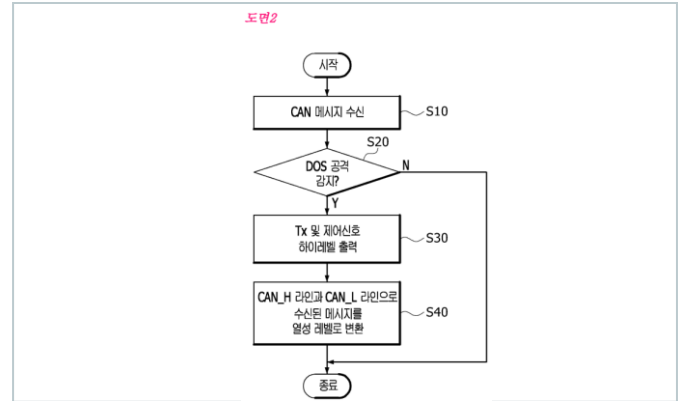 도면2
시작
CAN 메시지 수신
S10
S20
DOS 공격
감지?
N
Y
Tx 및 제어신호
하이레벨 출력
S30
CAN_H 라인과 CAN_L 라인으로
수신된 메시지를
열성 레벨로 변환
S40
종료